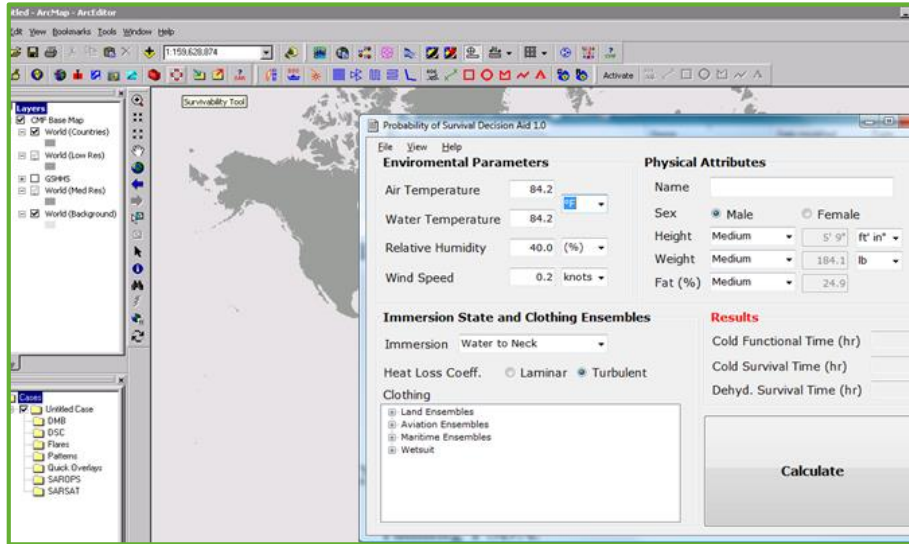 itled - ArcMap - ArcEditor
Edit View Bookmarks Tools Window Help
1:159,628,874
Activate
Survivability Tool
Layers
CMF Base Map
World (Countries)
World (Low Res)
GSHHS
World (Med Res)
World (Background)
Cases
Untitled Case
DMB
DSC
Flares
Patterns
Quick Overlays
SAROPS
SARSAT
Probability of Survival Decision Aid 1.0
File View Help
Enviromental Parameters
Air Temperature 84.2 °F
Water Temperature 84.2
Relative Humidity 40.0 (%)
Wind Speed 0.2 knots
Physical Attributes
Name
Sex Male Female
Height Medium 5' 9" ft' in"
Weight Medium 184.1 lb
Fat (%) Medium 24.9
Immersion State and Clothing Ensembles
Immersion Water to Neck
Heat Loss Coeff. Laminar Turbulent
Clothing
Land Ensembles
Aviation Ensembles
Maritime Ensembles
Wetsuit
Results
Cold Functional Time (hr)
Cold Survival Time (hr)
Dehyd. Survival Time (hr)
Calculate